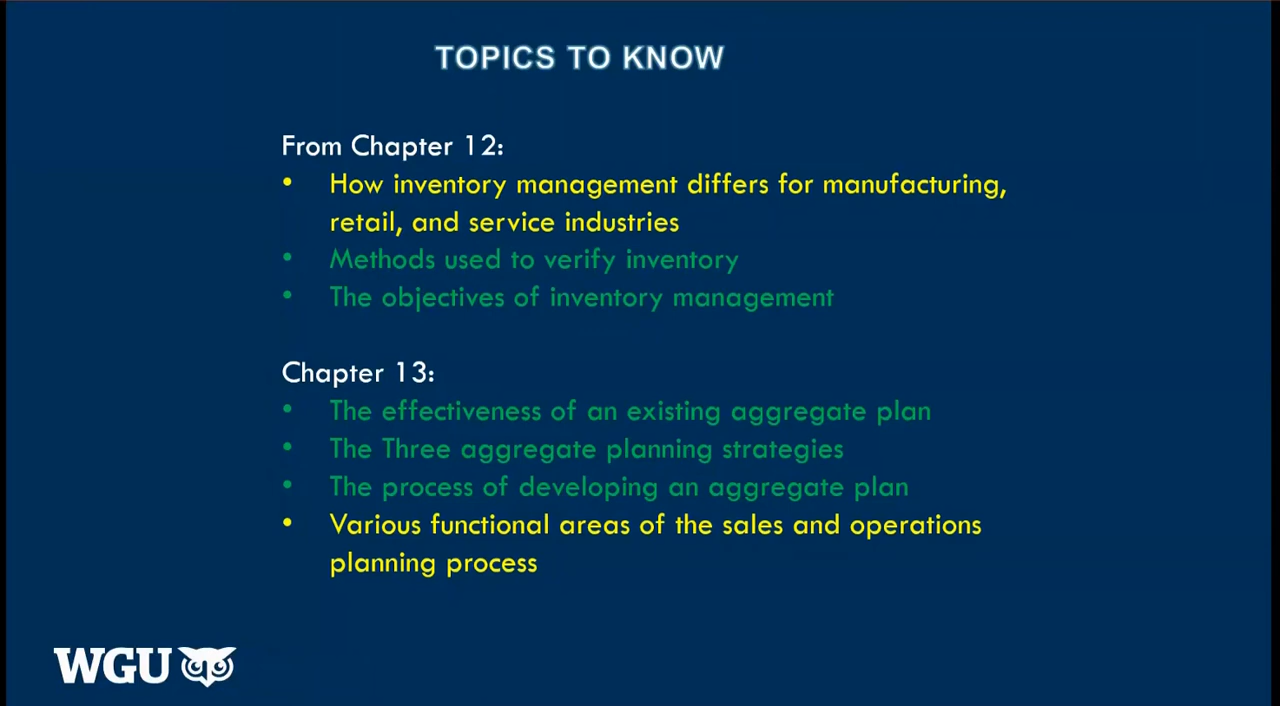 TOPICS TO KNOW
From Chapter 12:
• How inventory management differs for manufacturing,
retail, and service industries
• Methods used to verify inventory
• The objectives of inventory management
Chapter 13:
• The effectiveness of an existing aggregate plan
• The Three aggregate planning strategies
• The process of developing an aggregate plan
• Various functional areas of the sales and operations
planning process
WGU